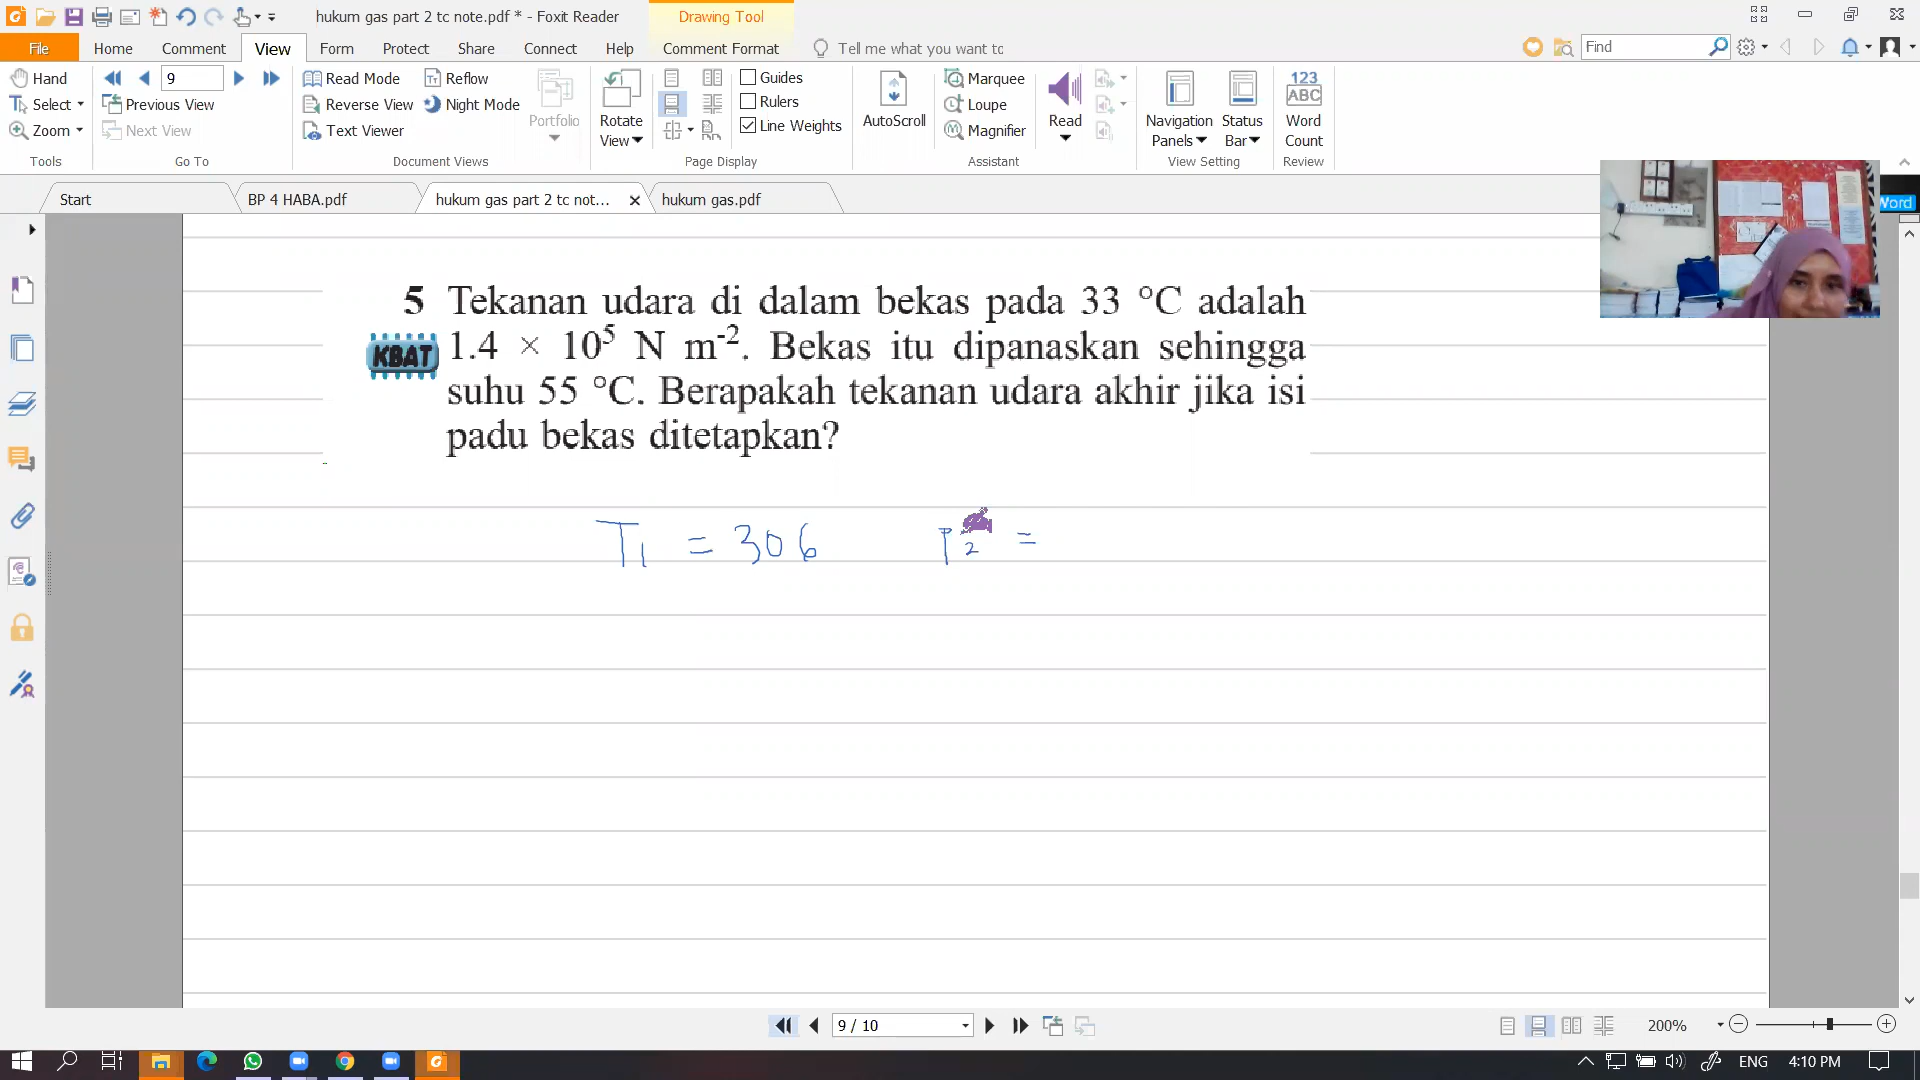 hukum gas part 2 tc note.pdf * - Foxit Reader
Drawing Tool
File Home Comment View Form Protect Share Connect Help Comment Format Tell me what you want to Find
Hand
Select
Zoom
Tools
9
Previous View
Next View
Go To
Read Mode Reflow
Reverse View Night Mode
Text Viewer
Document Views
Portfolio
Rotate View
Guides
Rulers
Line Weights
Page Display
AutoScroll
Marquee
Loupe
Magnifier
Assistant
Read
Navigation Panels
Status Bar
View Setting
123 ABC
Word Count
Review
Start
BP 4 HABA.pdf
hukum gas part 2 tc not...
hukum gas.pdf
Word
5 Tekanan udara di dalam bekas pada 33 °C adalah
KBAT 1.4 × 10⁵ N m⁻². Bekas itu dipanaskan sehingga
suhu 55 °C. Berapakah tekanan udara akhir jika isi
padu bekas ditetapkan?
T₁ = 306 P₂ =
9 / 10
200%
ENG 4:10 PM